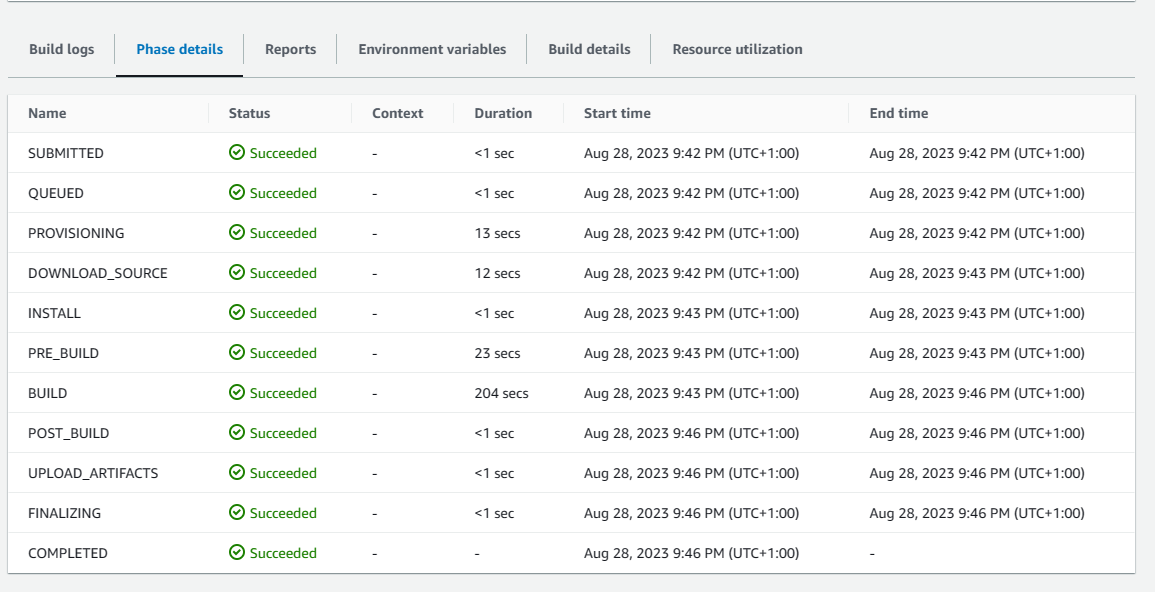 Build logs Phase details Reports Environment variables Build details Resource utilization
Name Status Context Duration Start time End time
SUBMITTED Succeeded - <1 sec Aug 28, 2023 9:42 PM (UTC+1:00) Aug 28, 2023 9:42 PM (UTC+1:00)
QUEUED Succeeded - <1 sec Aug 28, 2023 9:42 PM (UTC+1:00) Aug 28, 2023 9:42 PM (UTC+1:00)
PROVISIONING Succeeded - 13 secs Aug 28, 2023 9:42 PM (UTC+1:00) Aug 28, 2023 9:42 PM (UTC+1:00)
DOWNLOAD_SOURCE Succeeded - 12 secs Aug 28, 2023 9:42 PM (UTC+1:00) Aug 28, 2023 9:43 PM (UTC+1:00)
INSTALL Succeeded - <1 sec Aug 28, 2023 9:43 PM (UTC+1:00) Aug 28, 2023 9:43 PM (UTC+1:00)
PRE_BUILD Succeeded - 23 secs Aug 28, 2023 9:43 PM (UTC+1:00) Aug 28, 2023 9:43 PM (UTC+1:00)
BUILD Succeeded - 204 secs Aug 28, 2023 9:43 PM (UTC+1:00) Aug 28, 2023 9:46 PM (UTC+1:00)
POST_BUILD Succeeded - <1 sec Aug 28, 2023 9:46 PM (UTC+1:00) Aug 28, 2023 9:46 PM (UTC+1:00)
UPLOAD_ARTIFACTS Succeeded - <1 sec Aug 28, 2023 9:46 PM (UTC+1:00) Aug 28, 2023 9:46 PM (UTC+1:00)
FINALIZING Succeeded - <1 sec Aug 28, 2023 9:46 PM (UTC+1:00) Aug 28, 2023 9:46 PM (UTC+1:00)
COMPLETED Succeeded - - Aug 28, 2023 9:46 PM (UTC+1:00) -